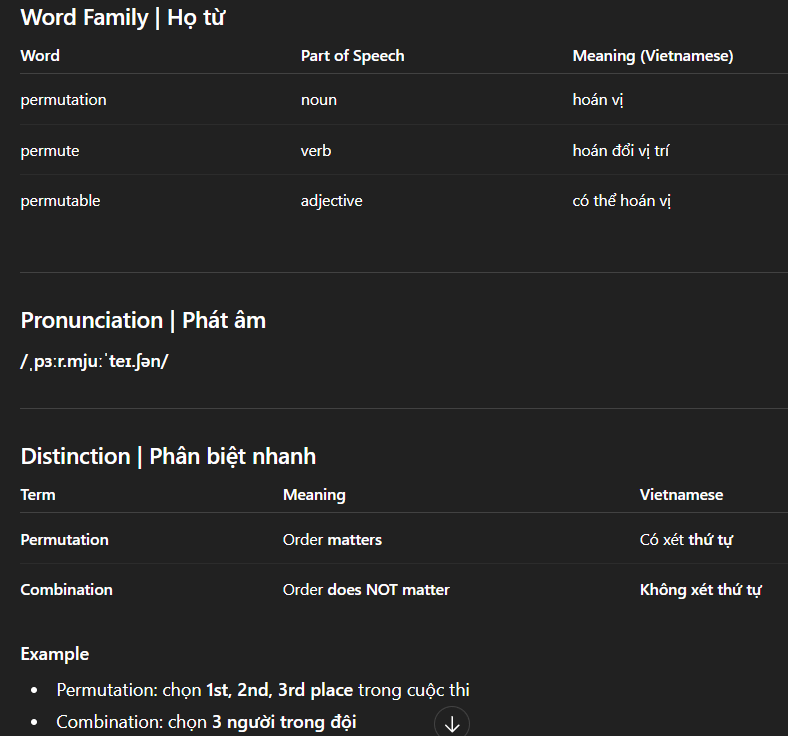 Word Family | Họ từ
Word Part of Speech Meaning (Vietnamese)
permutation noun hoán vị
permute verb hoán đổi vị trí
permutable adjective có thể hoán vị
Pronunciation | Phát âm
/ˌpɜːr.mjuːˈteɪ.ʃən/
Distinction | Phân biệt nhanh
Term Meaning Vietnamese
Permutation Order matters Có xét thứ tự
Combination Order does NOT matter Không xét thứ tự
Example
• Permutation: chọn 1st, 2nd, 3rd place trong cuộc thi
• Combination: chọn 3 người trong đội